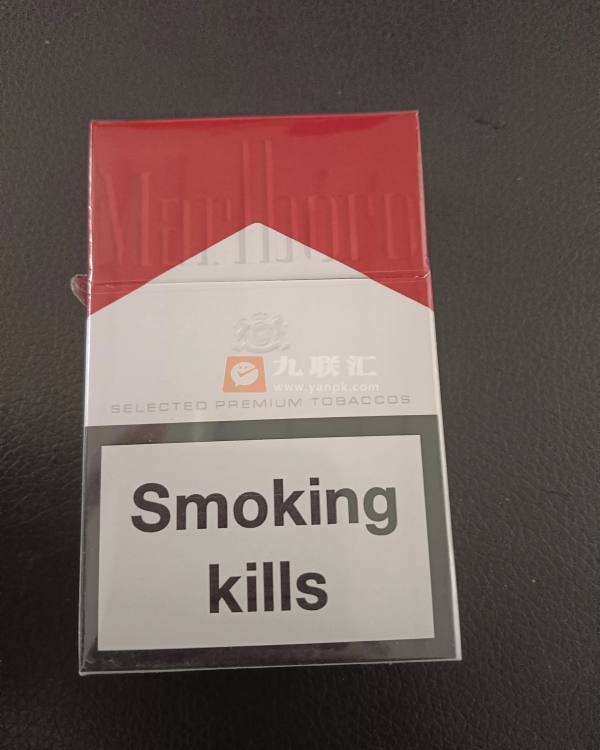 Marlboro
九联汇
www.yanpk.com
SELECTED PREMIUM TOBACCOS
Smoking
kills